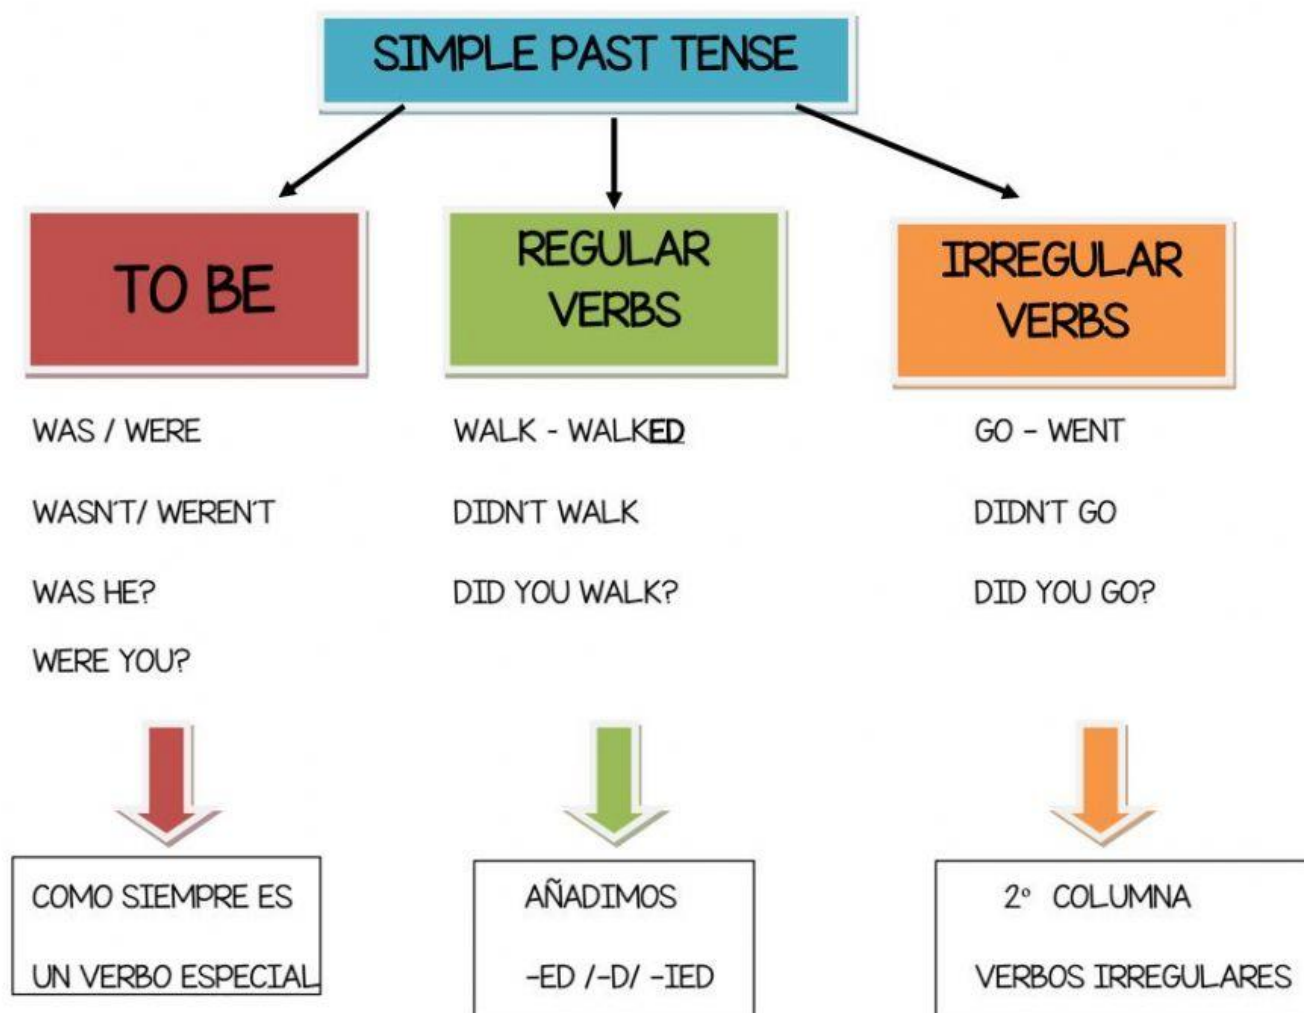 SIMPLE PAST TENSE
TO BE
REGULAR
VERBS
IRREGULAR
VERBS
WAS / WERE
WASN´T/ WEREN´T
WAS HE?
WERE YOU?
WALK - WALKED
DIDN´T WALK
DID YOU WALK?
GO – WENT
DIDN´T GO
DID YOU GO?
COMO SIEMPRE ES
UN VERBO ESPECIAL
AÑADIMOS
-ED /-D/ -IED
2º COLUMNA
VERBOS IRREGULARES